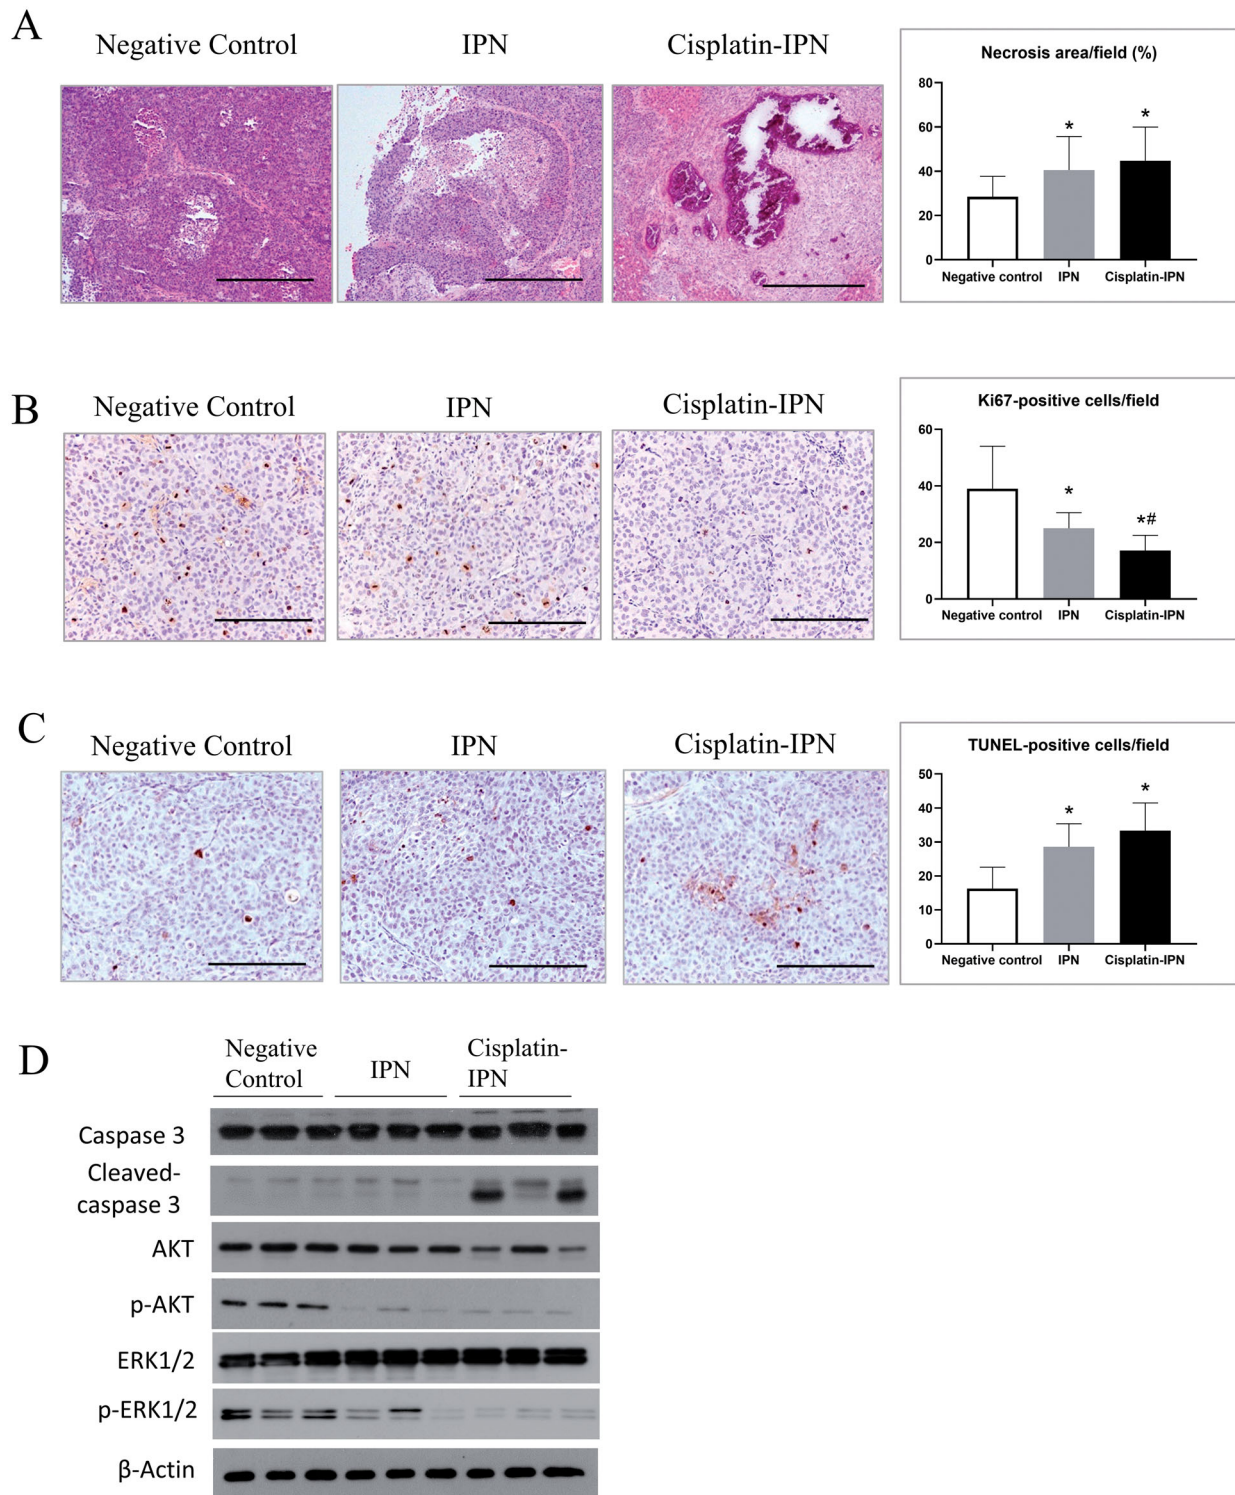 A
Negative Control
IPN
Cisplatin-IPN
Necrosis area/field (%)
80
60
40
20
0
*
*
Negative control
IPN
Cisplatin-IPN
B
Negative Control
IPN
Cisplatin-IPN
Ki67-positive cells/field
60
40
20
0
*
*#
Negative control
IPN
Cisplatin-IPN
C
Negative Control
IPN
Cisplatin-IPN
TUNEL-positive cells/field
50
40
30
20
10
0
*
*
Negative control
IPN
Cisplatin-IPN
D
Negative
Control
IPN
Cisplatin-
IPN
Caspase 3
Cleaved-
caspase 3
AKT
p-AKT
ERK1/2
p-ERK1/2
β-Actin